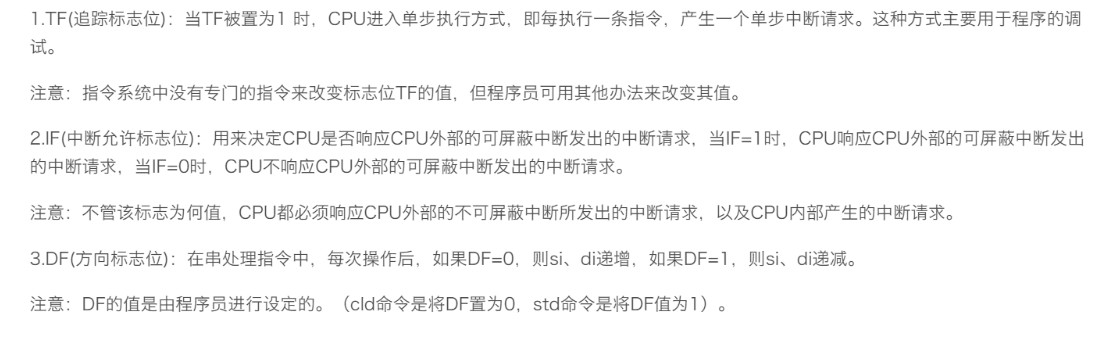 1.TF(追踪标志位)：当TF被置为1 时，CPU进入单步执行方式，即每执行一条指令，产生一个单步中断请求。这种方式主要用于程序的调
试。
注意：指令系统中没有专门的指令来改变标志位TF的值，但程序员可用其他办法来改变其值。
2.IF(中断允许标志位)：用来决定CPU是否响应CPU外部的可屏蔽中断发出的中断请求，当IF=1时，CPU响应CPU外部的可屏蔽中断发出
的中断请求，当IF=0时，CPU不响应CPU外部的可屏蔽中断发出的中断请求。
注意：不管该标志为何值，CPU都必须响应CPU外部的不可屏蔽中断所发出的中断请求，以及CPU内部产生的中断请求。
3.DF(方向标志位)：在串处理指令中，每次操作后，如果DF=0，则si、di递增，如果DF=1，则si、di递减。
注意：DF的值是由程序员进行设定的。（cld命令是将DF置为0，std命令是将DF值为1）。